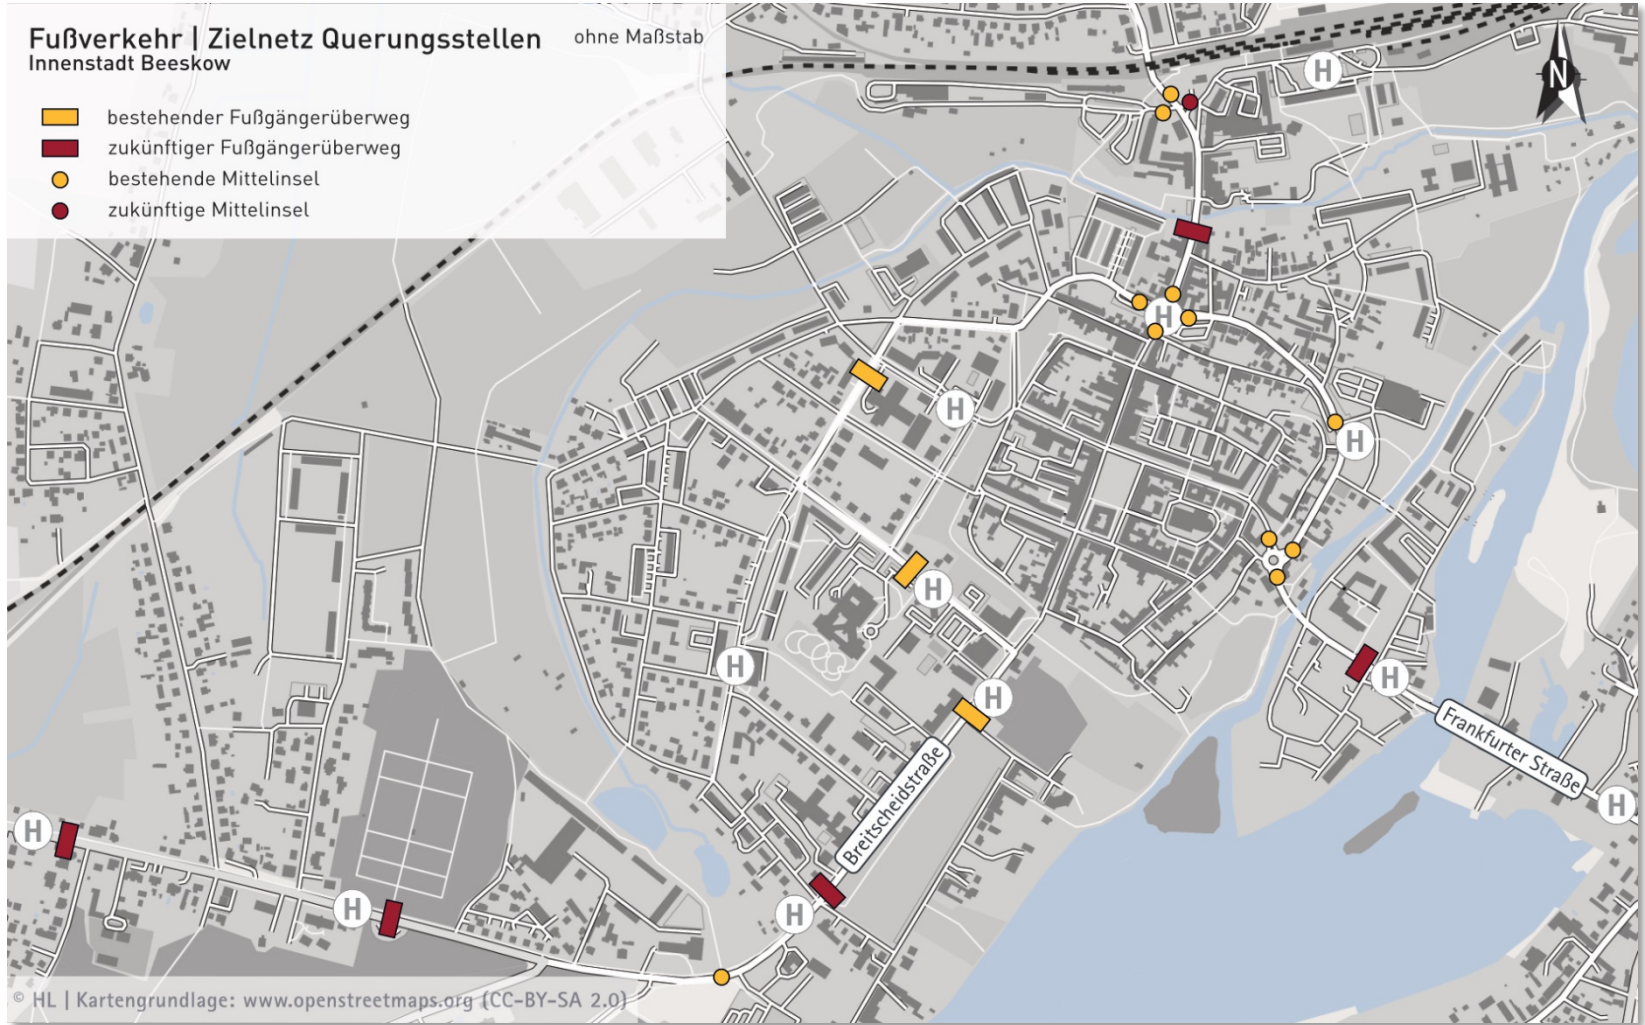 Fußverkehr | Zielnetz Querungsstellen
ohne Maßstab
Innenstadt Beeskow
bestehender Fußgängerüberweg
zukünftiger Fußgängerüberweg
bestehende Mittelinsel
zukünftige Mittelinsel
H
N
H
H
H
H
H
H
H
Frankfurter Straße
H
Breitscheidstraße
H
H
H
© HL | Kartengrundlage: www.openstreetmaps.org (CC-BY-SA 2.0)